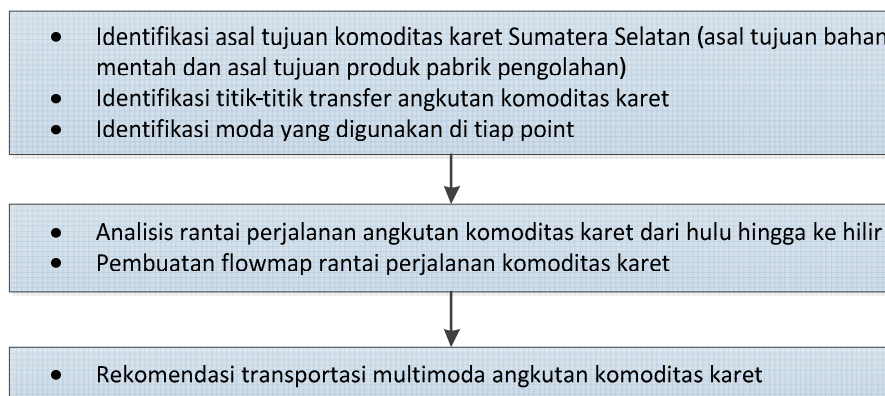 • Identifikasi asal tujuan komoditas karet Sumatera Selatan (asal tujuan bahan
mentah dan asal tujuan produk pabrik pengolahan)
• Identifikasi titik-titik transfer angkutan komoditas karet
• Identifikasi moda yang digunakan di tiap point
• Analisis rantai perjalanan angkutan komoditas karet dari hulu hingga ke hilir
• Pembuatan flowmap rantai perjalanan komoditas karet
• Rekomendasi transportasi multimoda angkutan komoditas karet